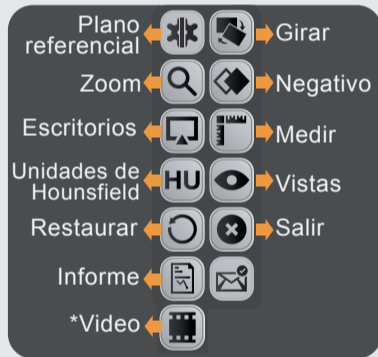 Plano
referencial
Girar
Zoom
Negativo
Escritorios
Medir
Unidades de
Hounsfield
HU
Vistas
Restaurar
Salir
Informe
*Video